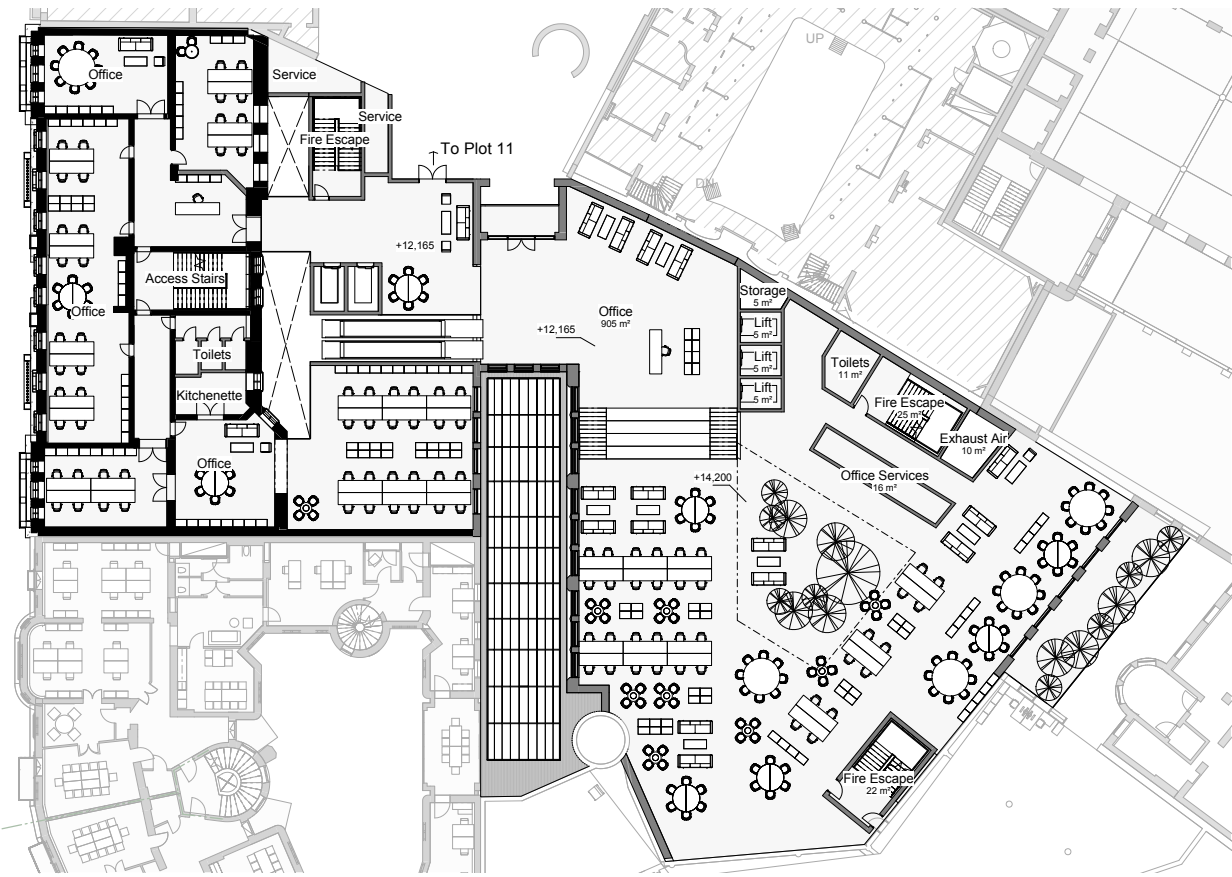 UP
Office
Service
Service
Fire Escape
To Plot 11
DN
+12,165
Access Stairs
Office
Storage
5 m²
Office
905 m²
+12,165
Lift
5 m²
Lift
5 m²
Lift
5 m²
Toilets
Kitchenette
Toilets
11 m²
Fire Escape
25 m²
Exhaust Air
10 m²
Office
Office Services
16 m²
+14,200
Fire Escape
22 m²